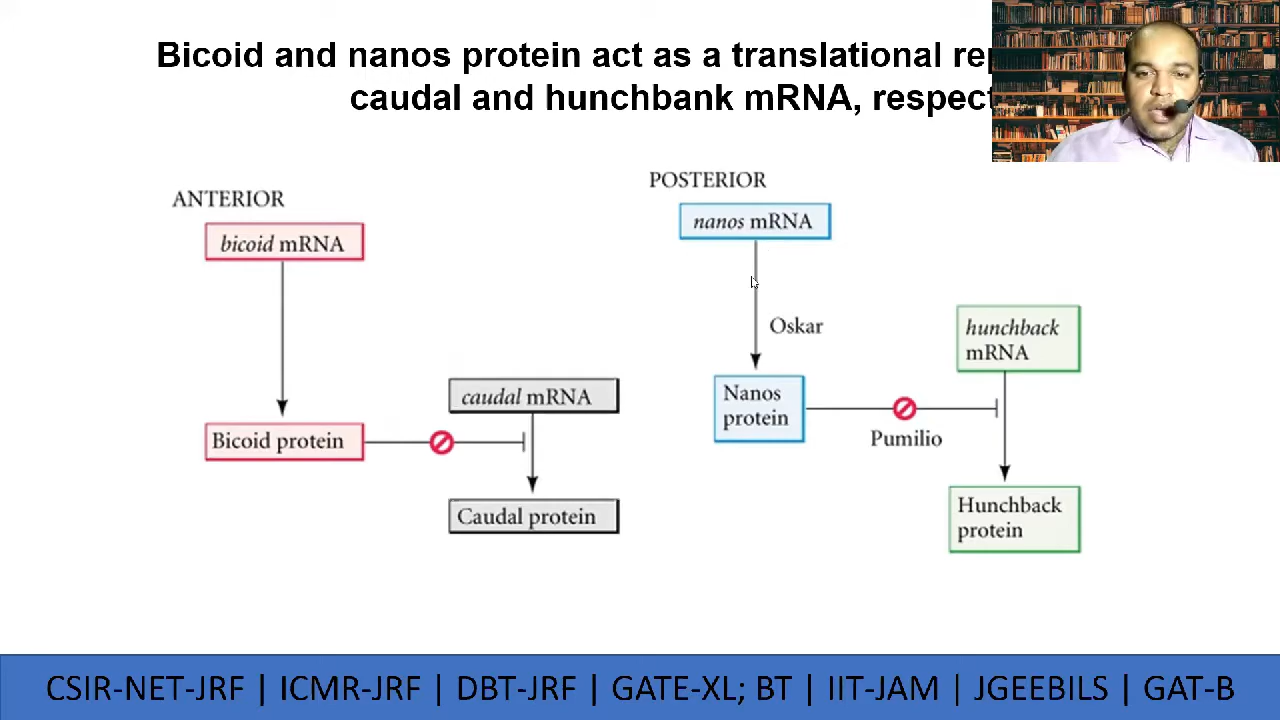 Bicoid and nanos protein act as a translational
caudal and hunchbank mRNA,
ANTERIOR
bicoid mRNA
Bicoid protein
caudal mRNA
Caudal protein
POSTERIOR
nanos mRNA
Oskar
Nanos
protein
Pumilio
hunchback
mRNA
Hunchback
protein
CSIR-NET-JRF | ICMR-JRF | DBT-JRF | GATE-XL; BT | IIT-JAM | JGEEBILS | GAT-B